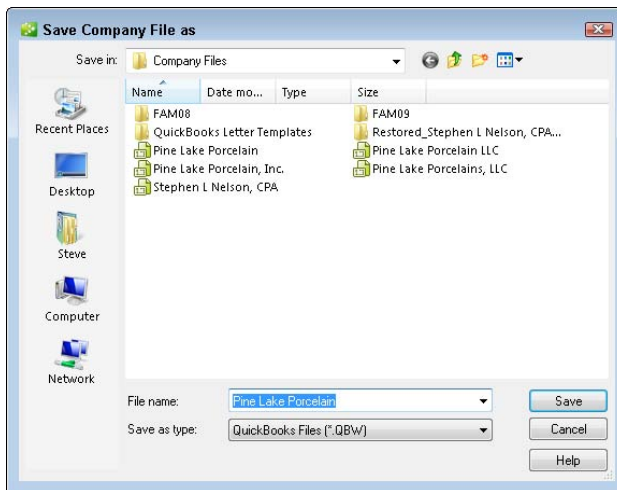 Save Company File as
Save in: Company Files
Name Date mo... Type Size
FAM08 FAM09
QuickBooks Letter Templates Restored_Stephen L Nelson, CPA...
Pine Lake Porcelain Pine Lake Porcelain LLC
Pine Lake Porcelain, Inc. Pine Lake Porcelains, LLC
Stephen L Nelson, CPA
Recent Places
Desktop
Steve
Computer
Network
File name: Pine Lake Porcelain Save
Save as type: QuickBooks Files (*.QBW) Cancel
Help